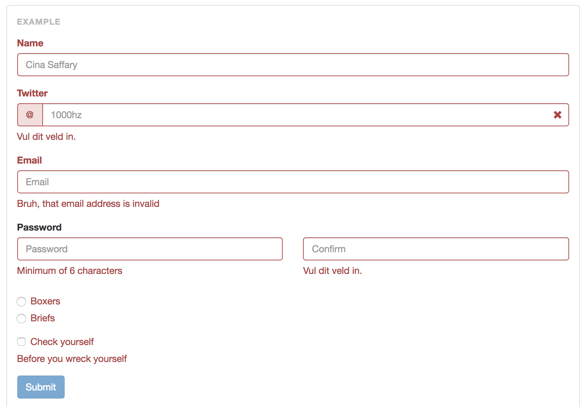 EXAMPLE
Name
Cina Saffary
Twitter
@ 1000hz
Vul dit veld in.
Email
Email
Bruh, that email address is invalid
Password
Password Confirm
Minimum of 6 characters Vul dit veld in.
Boxers
Briefs
Check yourself
Before you wreck yourself
Submit